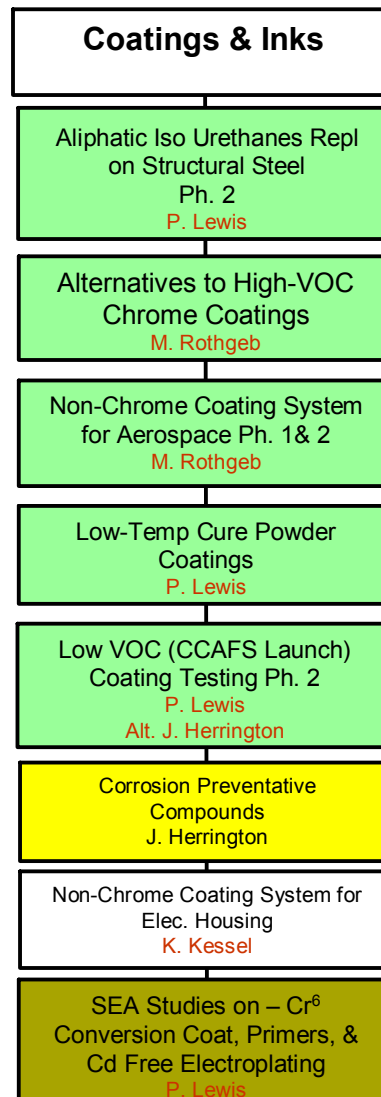 Coatings & Inks
Aliphatic Iso Urethanes Repl
on Structural Steel
Ph. 2
P. Lewis
Alternatives to High-VOC
Chrome Coatings
M. Rothgeb
Non-Chrome Coating System
for Aerospace Ph. 1& 2
M. Rothgeb
Low-Temp Cure Powder
Coatings
P. Lewis
Low VOC (CCAFS Launch)
Coating Testing Ph. 2
P. Lewis
Alt. J. Herrington
Corrosion Preventative
Compounds
J. Herrington
Non-Chrome Coating System for
Elec. Housing
K. Kessel
SEA Studies on – Cr⁶
Conversion Coat, Primers, &
Cd Free Electroplating
P. Lewis